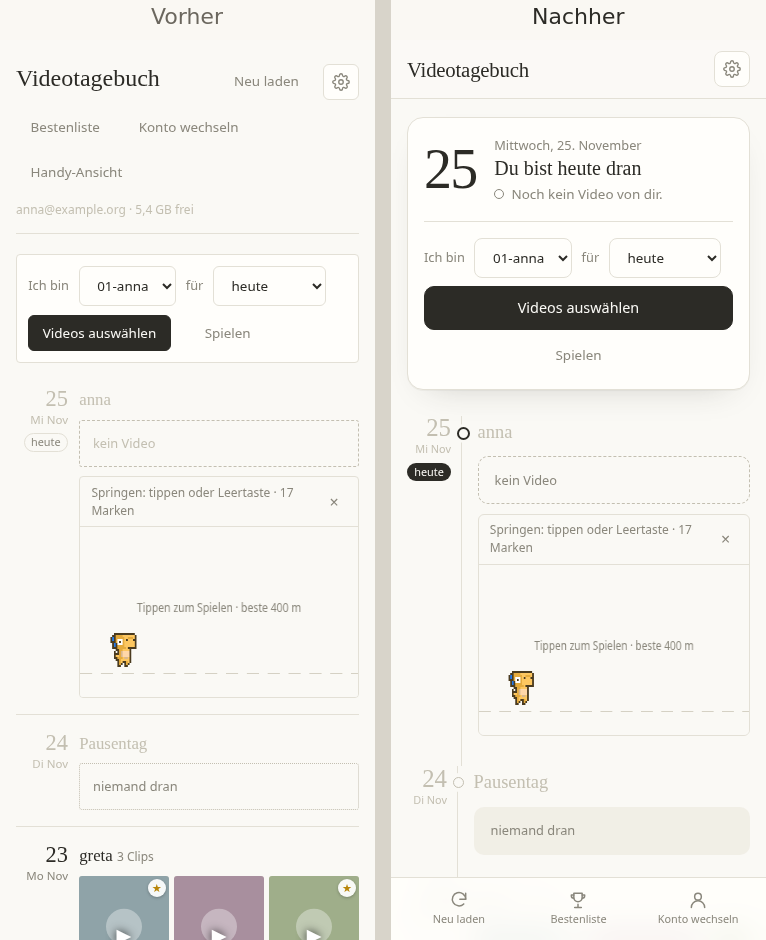 Vorher
Videotagebuch
Neu laden
Bestenliste
Konto wechseln
Handy-Ansicht
anna@example.org · 5,4 GB frei
Ich bin 01-anna für heute
Videos auswählen
Spielen
25 anna
Mi Nov
heute
kein Video
Springen: tippen oder Leertaste · 17
Marken
×
Tippen zum Spielen · beste 400 m
24 Pausentag
Di Nov
niemand dran
23 greta 3 Clips
Mo Nov
Nachher
Videotagebuch
25
Mittwoch, 25. November
Du bist heute dran
Noch kein Video von dir.
Ich bin 01-anna für heute
Videos auswählen
Spielen
25 anna
Mi Nov
heute
kein Video
Springen: tippen oder Leertaste · 17
Marken
×
Tippen zum Spielen · beste 400 m
24 Pausentag
Di Nov
niemand dran
Neu laden
Bestenliste
Konto wechseln